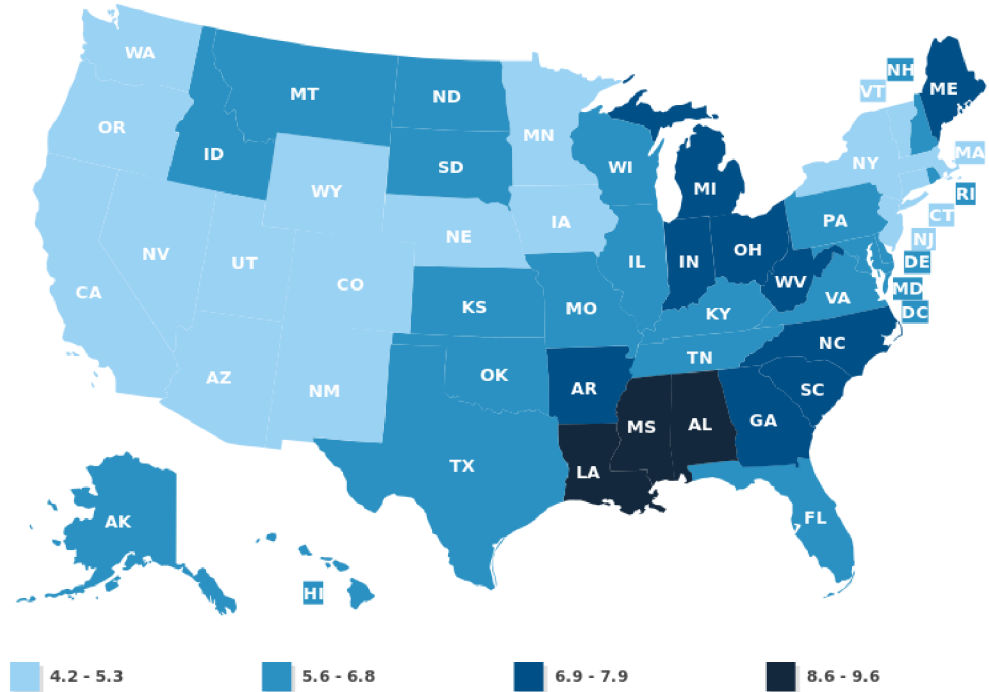 WA
MT
ND
MN
NH
ME
VT
OR
ID
SD
WI
NY
MA
WY
MI
RI
NE
IA
PA
CT
NV
UT
CO
IL
IN
OH
NJ
DE
CA
KS
MO
WV
VA
MD
KY
DC
AZ
NM
OK
AR
TN
NC
SC
TX
LA
MS
AL
GA
AK
FL
HI
4.2 - 5.3
5.6 - 6.8
6.9 - 7.9
8.6 - 9.6